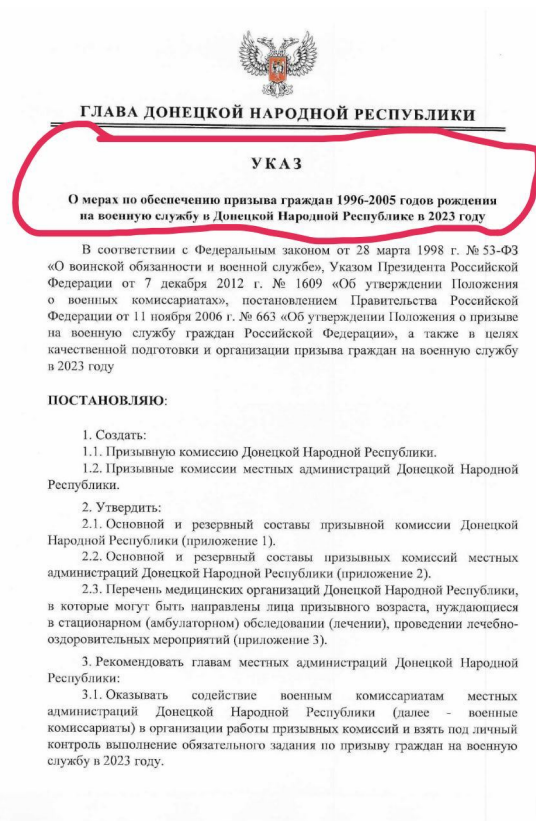 ГЛАВА ДОНЕЦКОЙ НАРОДНОЙ РЕСПУБЛИКИ
УКАЗ
О мерах по обеспечению призыва граждан 1996-2005 годов рождения
на военную службу в Донецкой Народной Республике в 2023 году
В соответствии с Федеральным законом от 28 марта 1998 г. № 53-ФЗ
«О воинской обязанности и военной службе», Указом Президента Российской
Федерации от 7 декабря 2012 г. № 1609 «Об утверждении Положения
о военных комиссариатах», постановлением Правительства Российской
Федерации от 11 ноября 2006 г. № 663 «Об утверждении Положения о призыве
на военную службу граждан Российской Федерации», а также в целях
качественной подготовки и организации призыва граждан на военную службу
в 2023 году
ПОСТАНОВЛЯЮ:
1. Создать:
1.1. Призывную комиссию Донецкой Народной Республики.
1.2. Призывные комиссии местных администраций Донецкой Народной
Республики.
2. Утвердить:
2.1. Основной и резервный составы призывной комиссии Донецкой
Народной Республики (приложение 1).
2.2. Основной и резервный составы призывных комиссий местных
администраций Донецкой Народной Республики (приложение 2).
2.3. Перечень медицинских организаций Донецкой Народной Республики,
в которые могут быть направлены лица призывного возраста, нуждающиеся
в стационарном (амбулаторном) обследовании (лечении), проведении лечебно-
оздоровительных мероприятий (приложение 3).
3. Рекомендовать главам местных администраций Донецкой Народной
Республики:
3.1. Оказывать содействие военным комиссариатам местных
администраций Донецкой Народной Республики (далее - военные
комиссариаты) в организации работы призывных комиссий и взять под личный
контроль выполнение обязательного задания по призыву граждан на военную
службу в 2023 году.